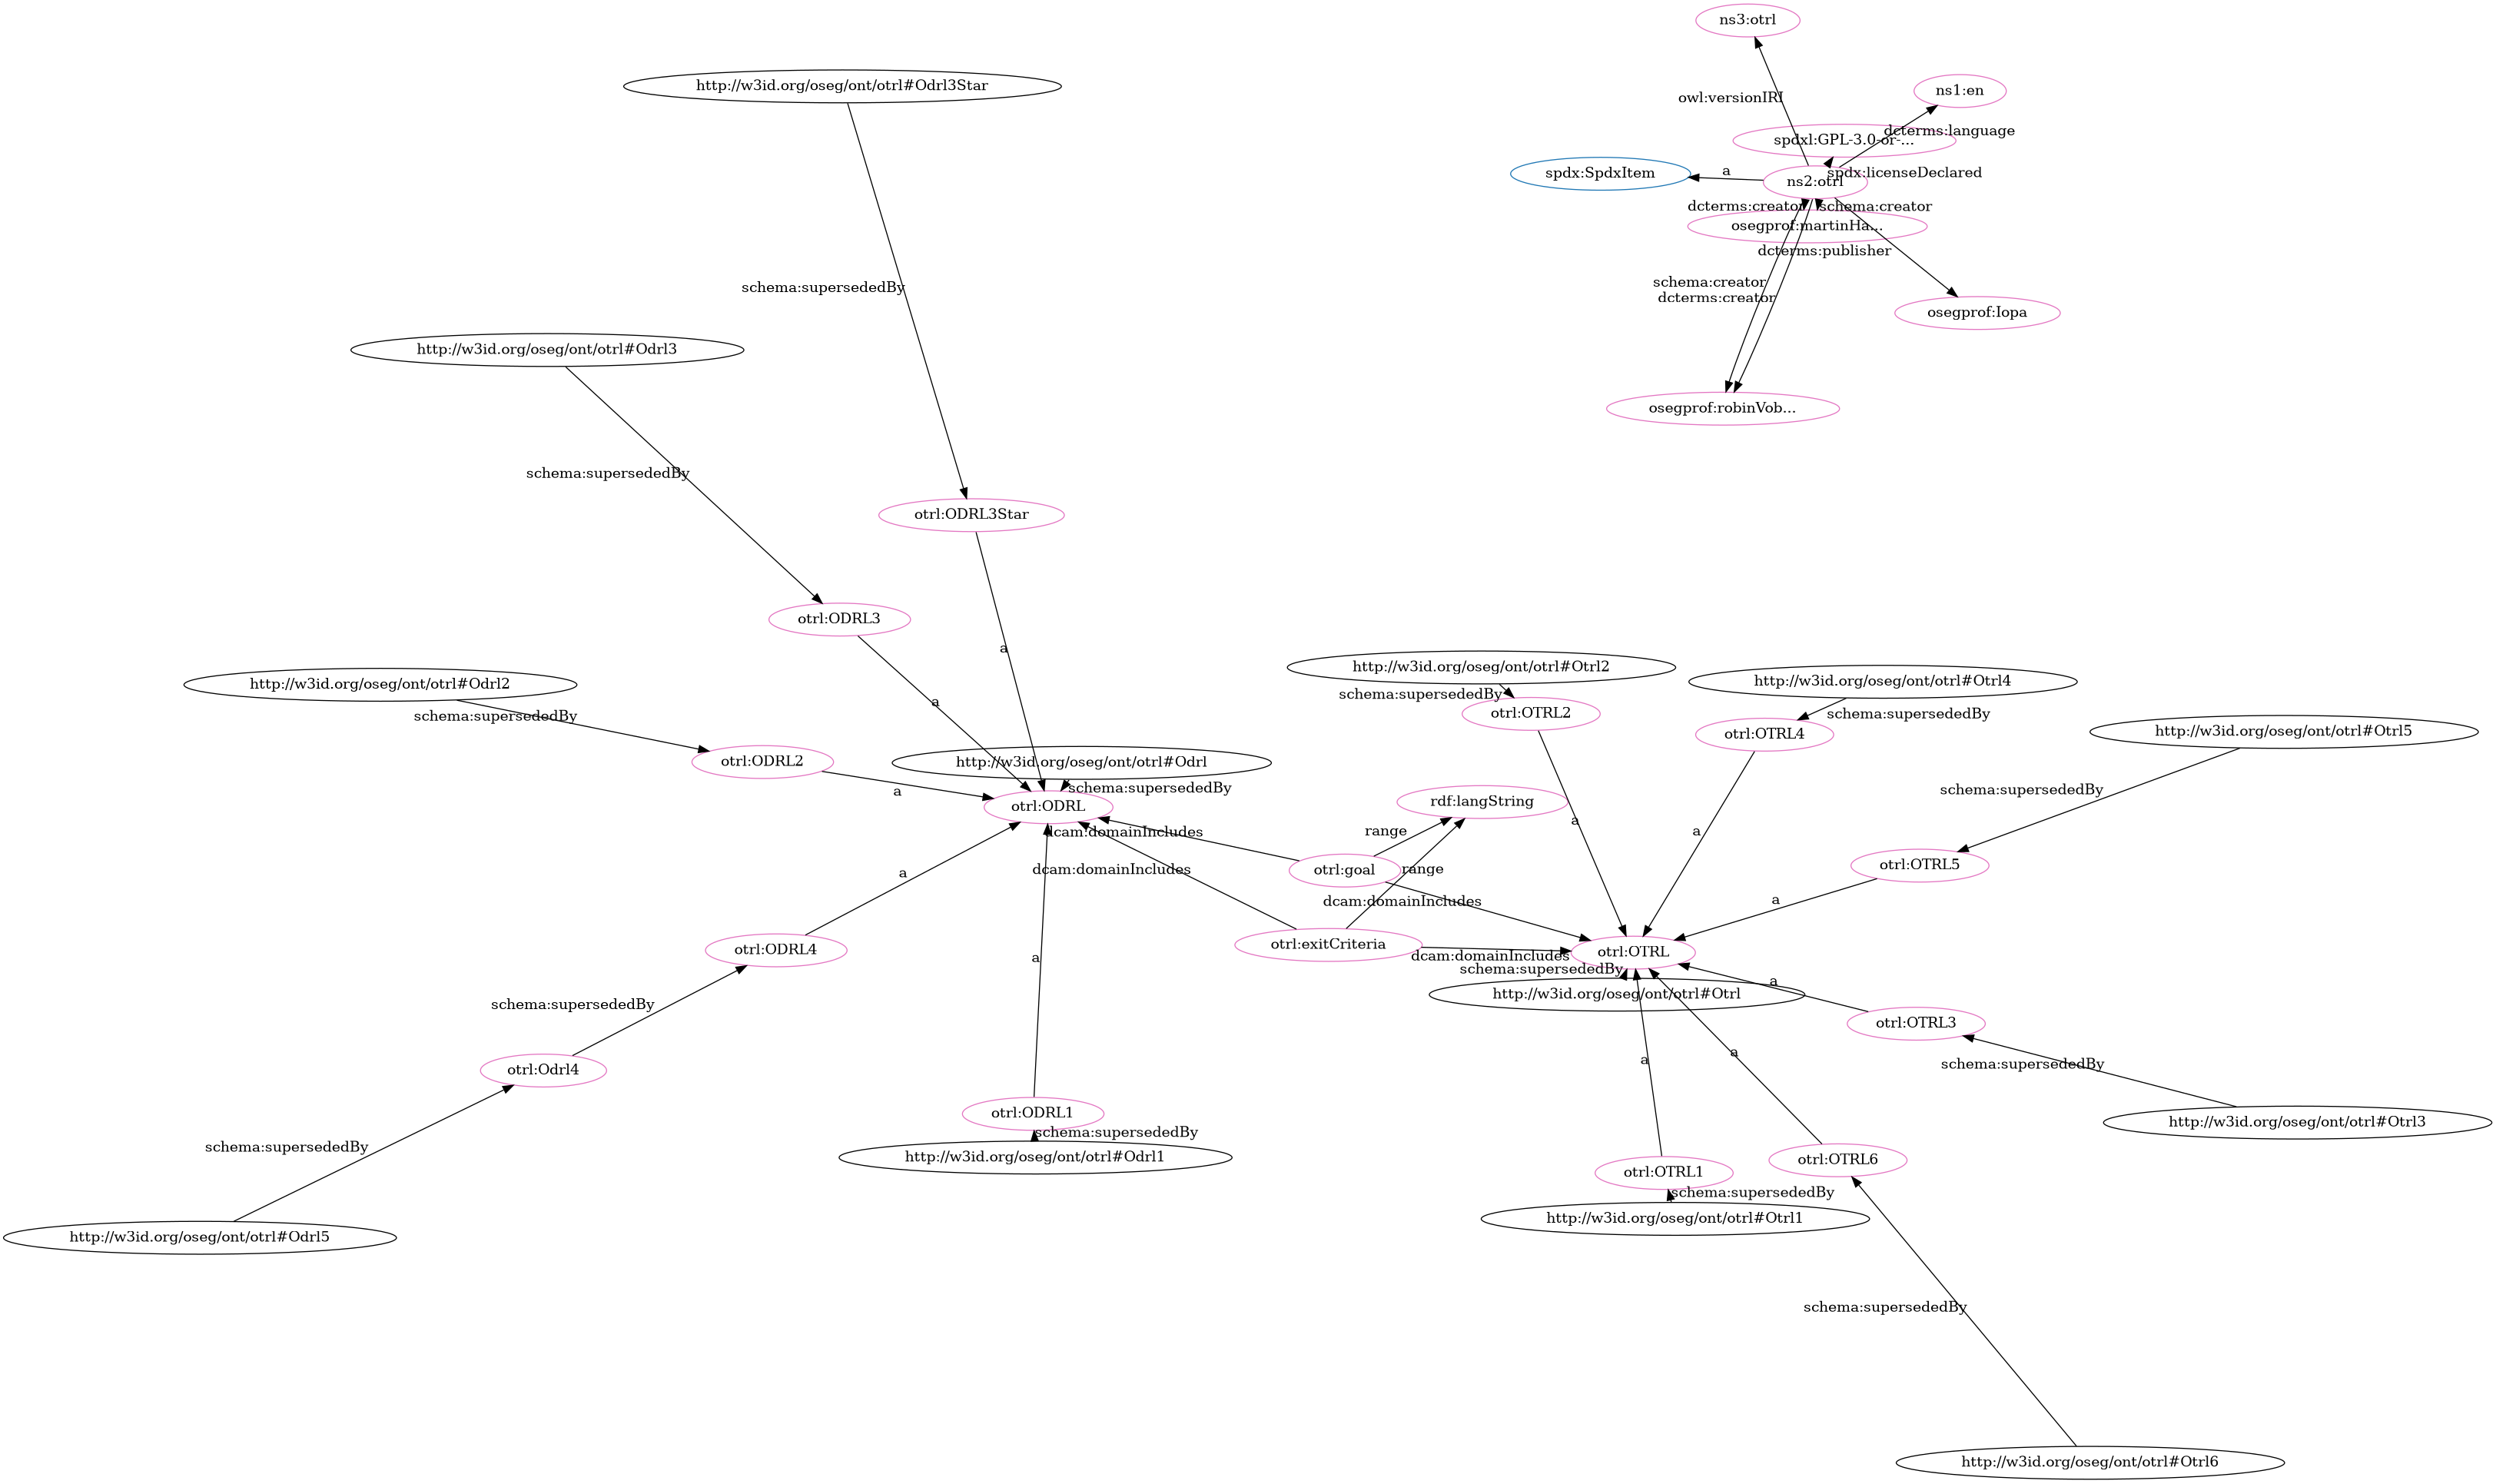 ns3:otrl
http://w3id.org/oseg/ont/otrl#Odrl3Star
ns1:en
owl:versionIRI
dcterms:language
spdxl:GPL-3.0-or-...
spdx:SpdxItem
a
spdx:licenseDeclared
ns2:otrl
dcterms:creator
schema:creator
osegprof:martinHa...
dcterms:publisher
schema:creator
dcterms:creator
schema:supersededBy
osegprof:Iopa
http://w3id.org/oseg/ont/otrl#Odrl3
osegprof:robinVob...
schema:supersededBy
otrl:ODRL3Star
otrl:ODRL3
a
http://w3id.org/oseg/ont/otrl#Otrl2
http://w3id.org/oseg/ont/otrl#Odrl2
http://w3id.org/oseg/ont/otrl#Otrl4
schema:supersededBy
a
schema:supersededBy
otrl:OTRL2
schema:supersededBy
otrl:OTRL4
http://w3id.org/oseg/ont/otrl#Otrl5
otrl:ODRL2
http://w3id.org/oseg/ont/otrl#Odrl
a
schema:supersededBy
schema:supersededBy
otrl:ODRL
rdf:langString
dcam:domainIncludes
range
a
a
otrl:OTRL5
a
dcam:domainIncludes
otrl:goal
range
dcam:domainIncludes
a
otrl:ODRL4
otrl:exitCriteria
otrl:OTRL
a
dcam:domainIncludes
schema:supersededBy
a
http://w3id.org/oseg/ont/otrl#Otrl
schema:supersededBy
otrl:OTRL3
a
a
schema:supersededBy
otrl:Odrl4
otrl:ODRL1
http://w3id.org/oseg/ont/otrl#Otrl3
schema:supersededBy
schema:supersededBy
http://w3id.org/oseg/ont/otrl#Odrl1
otrl:OTRL6
otrl:OTRL1
schema:supersededBy
http://w3id.org/oseg/ont/otrl#Otrl1
http://w3id.org/oseg/ont/otrl#Odrl5
schema:supersededBy
http://w3id.org/oseg/ont/otrl#Otrl6